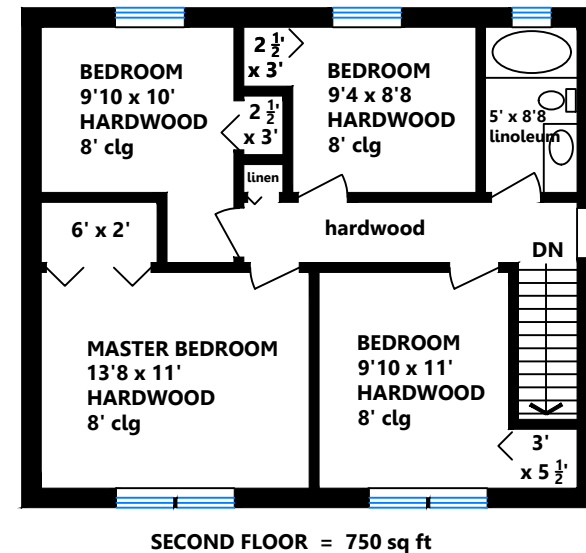 BEDROOM
9'10 x 10'
HARDWOOD
8' clg
2 ½'
x 3'
2 ½'
x 3'
linen
BEDROOM
9'4 x 8'8
HARDWOOD
8' clg
5' x 8'8
linoleum
6' x 2'
hardwood
DN
MASTER BEDROOM
13'8 x 11'
HARDWOOD
8' clg
BEDROOM
9'10 x 11'
HARDWOOD
8' clg
3'
x 5 ½'
SECOND FLOOR = 750 sq ft